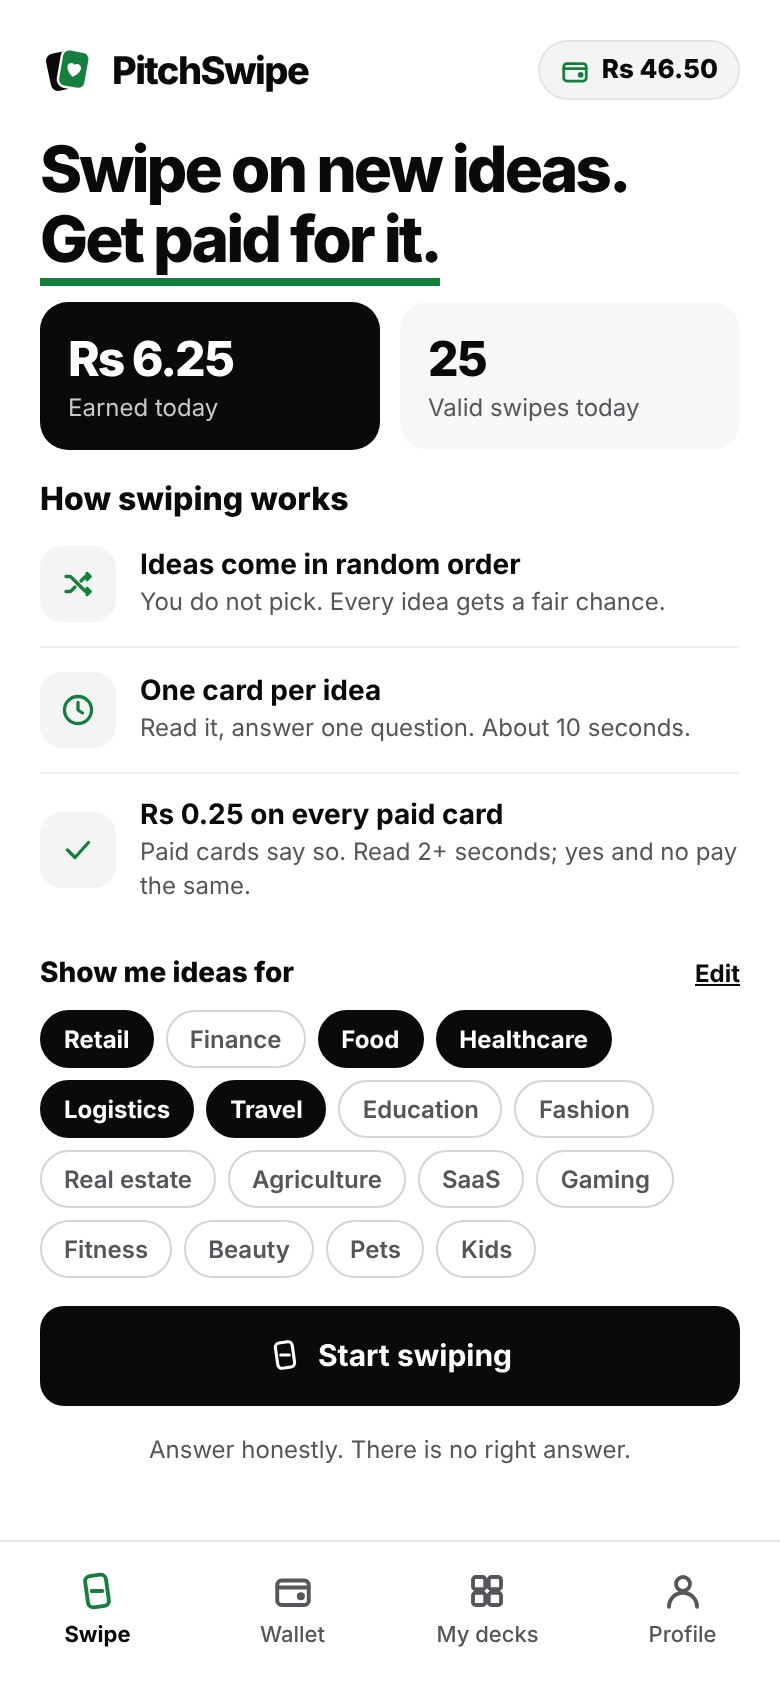 PitchSwipe
Rs 46.50
Swipe on new ideas.
Get paid for it.
Rs 6.25
Earned today
25
Valid swipes today
How swiping works
Ideas come in random order
You do not pick. Every idea gets a fair chance.
One card per idea
Read it, answer one question. About 10 seconds.
Rs 0.25 on every paid card
Paid cards say so. Read 2+ seconds; yes and no pay
the same.
Show me ideas for
Edit
Retail
Finance
Food
Healthcare
Logistics
Travel
Education
Fashion
Real estate
Agriculture
SaaS
Gaming
Fitness
Beauty
Pets
Kids
Start swiping
Answer honestly. There is no right answer.
Swipe
Wallet
My decks
Profile